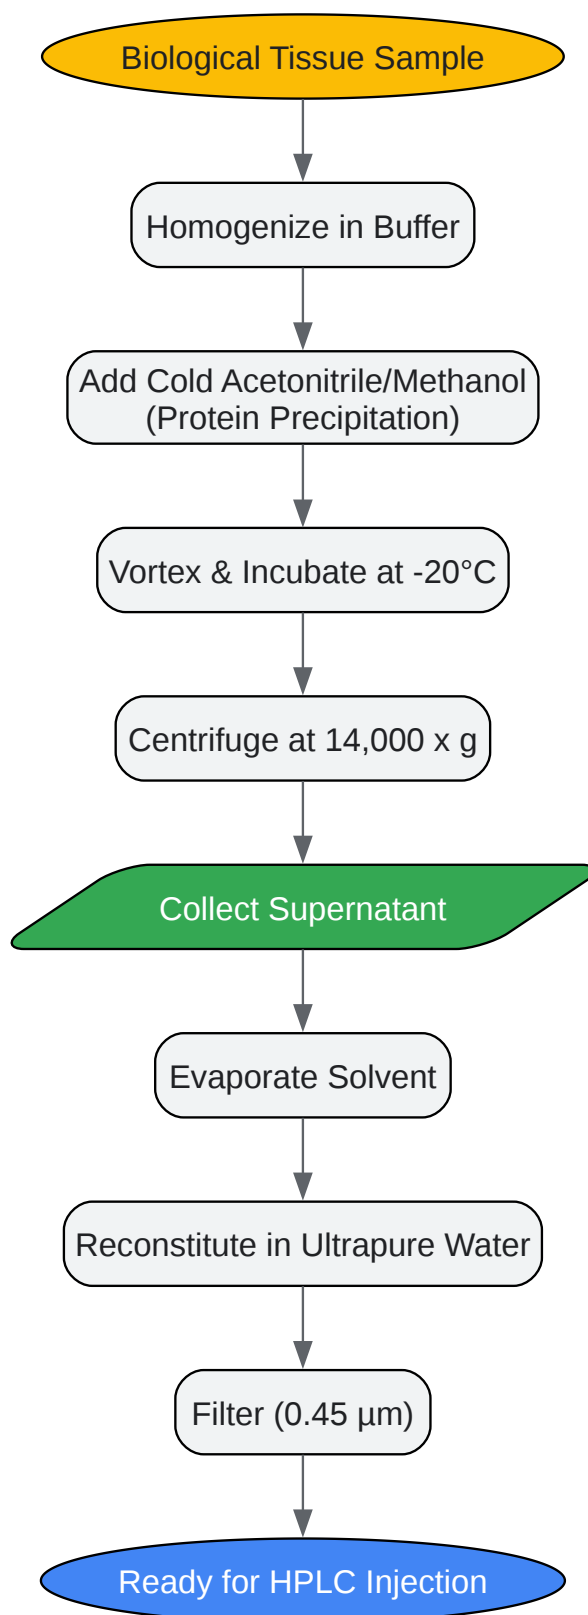 Biological Tissue Sample
Homogenize in Buffer
Add Cold Acetonitrile/Methanol
(Protein Precipitation)
Vortex & Incubate at -20°C
Centrifuge at 14,000 x g
Collect Supernatant
Evaporate Solvent
Reconstitute in Ultrapure Water
Filter (0.45 µm)
Ready for HPLC Injection